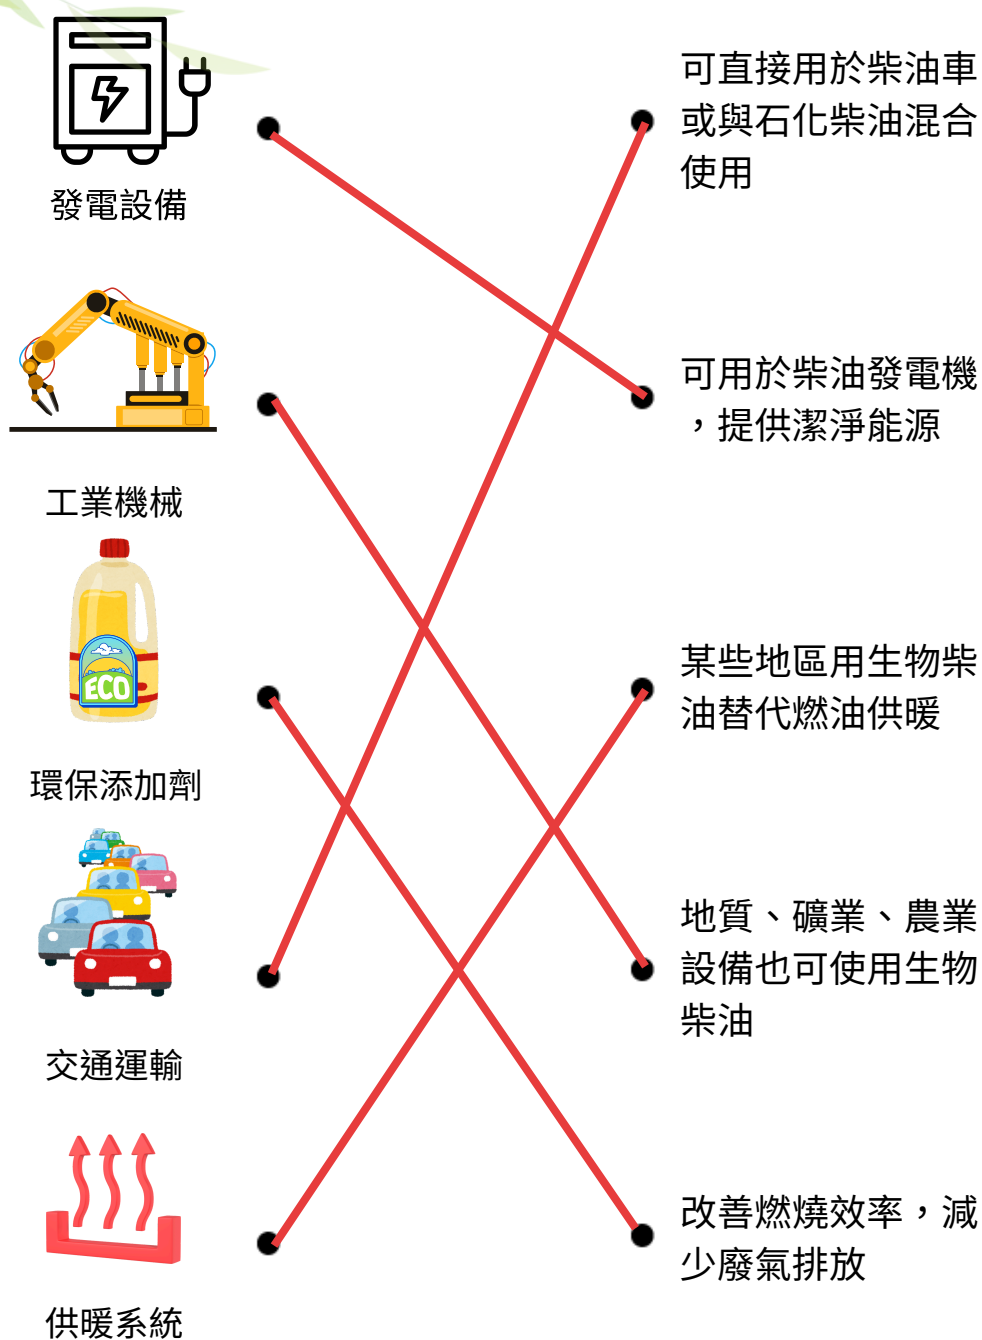 發電設備
可直接用於柴油車
或與石化柴油混合
使用
工業機械
可用於柴油發電機
，提供潔淨能源
ECO
環保添加劑
某些地區用生物柴
油替代燃油供暖
交通運輸
地質、礦業、農業
設備也可使用生物
柴油
供暖系統
改善燃燒效率，減
少廢氣排放